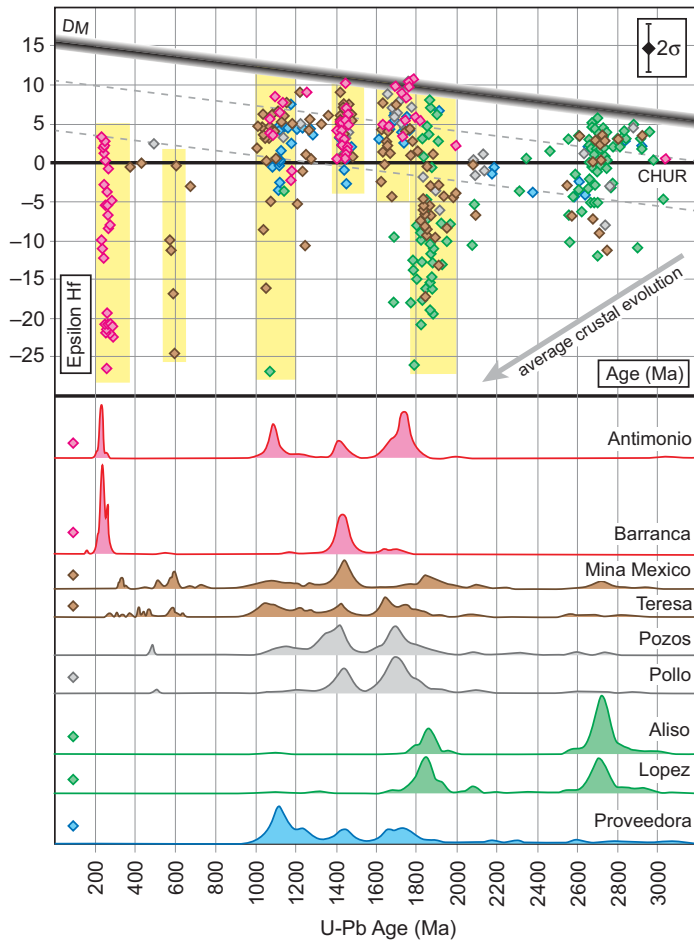 DM
2σ
15
10
5
0
–5
–10
–15
–20
–25
CHUR
Epsilon Hf
average crustal evolution
Age (Ma)
Antimonio
Barranca
Mina Mexico
Teresa
Pozos
Pollo
Aliso
Lopez
Proveedora
200 400 600 800 1000 1200 1400 1600 1800 2000 2200 2400 2600 2800 3000
U-Pb Age (Ma)